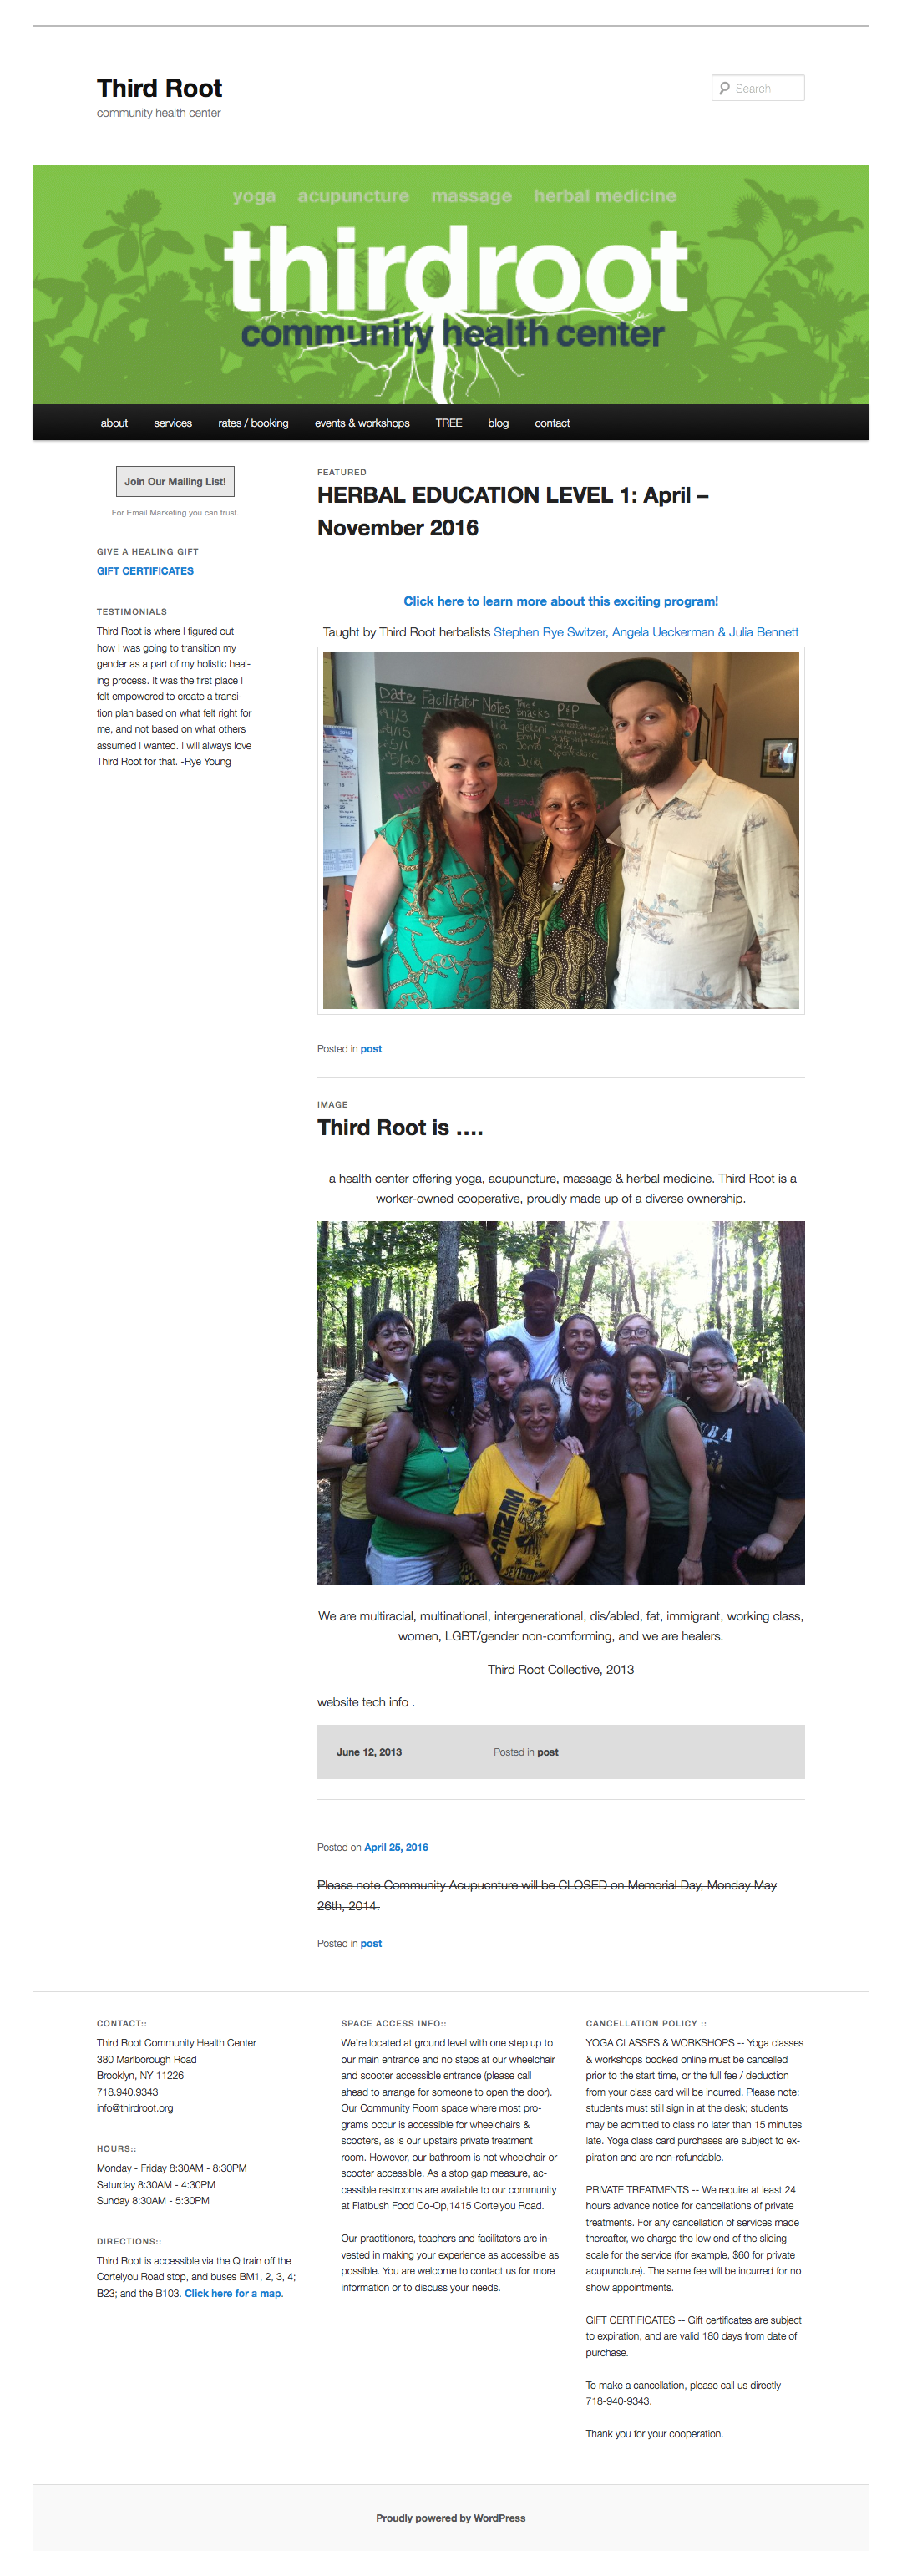 Third Root
community health center
Search
yoga acupuncture massage herbal medicine
thirdroot
community health center
about services rates / booking events & workshops TREE blog contact
Join Our Mailing List!
For Email Marketing you can trust.
GIVE A HEALING GIFT
GIFT CERTIFICATES
TESTIMONIALS
Third Root is where I figured out
how I was going to transition my
gender as a part of my holistic heal-
ing process. It was the first place I
felt empowered to create a transi-
tion plan based on what felt right for
me, and not based on what others
assumed I wanted. I will always love
Third Root for that. -Rye Young
FEATURED
HERBAL EDUCATION LEVEL 1: April –
November 2016
Click here to learn more about this exciting program!
Taught by Third Root herbalists Stephen Rye Switzer, Angela Ueckerman & Julia Bennett
Date Facilitator Notes Snacks P+P
Posted in post
IMAGE
Third Root is ….
a health center offering yoga, acupuncture, massage & herbal medicine. Third Root is a
worker-owned cooperative, proudly made up of a diverse ownership.
We are multiracial, multinational, intergenerational, dis/abled, fat, immigrant, working class,
women, LGBT/gender non-comforming, and we are healers.
Third Root Collective, 2013
website tech info .
June 12, 2013 Posted in post
Posted on April 25, 2016
Please note Community Acupucnture will be CLOSED on Memorial Day, Monday May
26th, 2014.
Posted in post
CONTACT::
Third Root Community Health Center
380 Marlborough Road
Brooklyn, NY 11226
718.940.9343
info@thirdroot.org
HOURS::
Monday - Friday 8:30AM - 8:30PM
Saturday 8:30AM - 4:30PM
Sunday 8:30AM - 5:30PM
DIRECTIONS::
Third Root is accessible via the Q train off the
Cortelyou Road stop, and buses BM1, 2, 3, 4;
B23; and the B103. Click here for a map.
SPACE ACCESS INFO::
We're located at ground level with one step up to
our main entrance and no steps at our wheelchair
and scooter accessible entrance (please call
ahead to arrange for someone to open the door).
Our Community Room space where most pro-
grams occur is accessible for wheelchairs &
scooters, as is our upstairs private treatment
room. However, our bathroom is not wheelchair or
scooter accessible. As a stop gap measure, ac-
cessible restrooms are available to our community
at Flatbush Food Co-Op,1415 Cortelyou Road.
Our practitioners, teachers and facilitators are in-
vested in making your experience as accessible as
possible. You are welcome to contact us for more
information or to discuss your needs.
CANCELLATION POLICY ::
YOGA CLASSES & WORKSHOPS -- Yoga classes
& workshops booked online must be cancelled
prior to the start time, or the full fee / deduction
from your class card will be incurred. Please note:
students must still sign in at the desk; students
may be admitted to class no later than 15 minutes
late. Yoga class card purchases are subject to ex-
piration and are non-refundable.
PRIVATE TREATMENTS -- We require at least 24
hours advance notice for cancellations of private
treatments. For any cancellation of services made
thereafter, we charge the low end of the sliding
scale for the service (for example, $60 for private
acupuncture). The same fee will be incurred for no
show appointments.
GIFT CERTIFICATES -- Gift certificates are subject
to expiration, and are valid 180 days from date of
purchase.
To make a cancellation, please call us directly
718-940-9343.
Thank you for your cooperation.
Proudly powered by WordPress